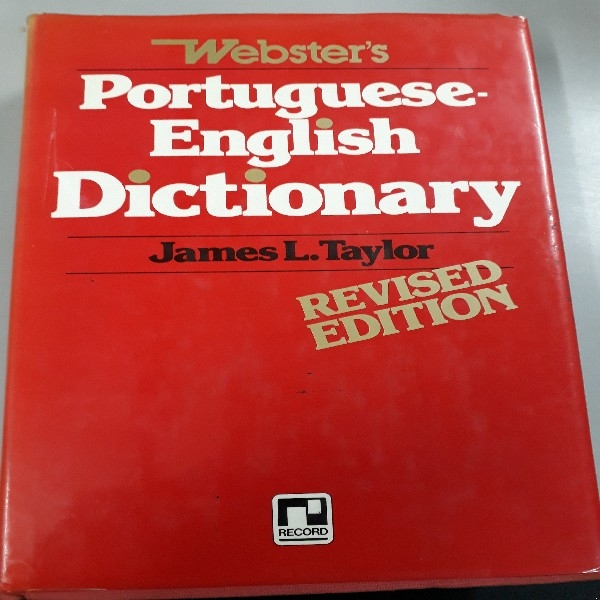 Webster's
Portuguese-
English
Dictionary
James L. Taylor
REVISED
EDITION
RECORD